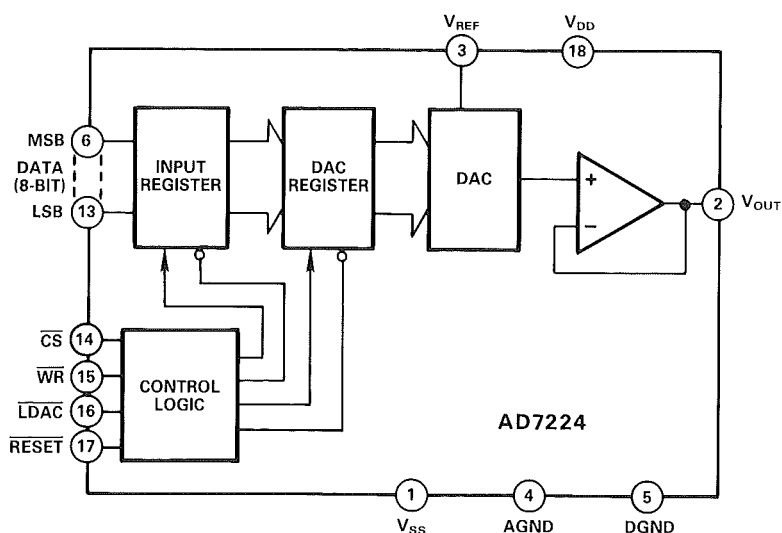 VREF
VDD
3
18
MSB
6
DATA
(8-BIT)
LSB
13
INPUT
REGISTER
DAC
REGISTER
DAC
+
−
2
VOUT
CS
14
WR
15
LDAC
16
RESET
17
CONTROL
LOGIC
AD7224
1
4
5
VSS
AGND
DGND